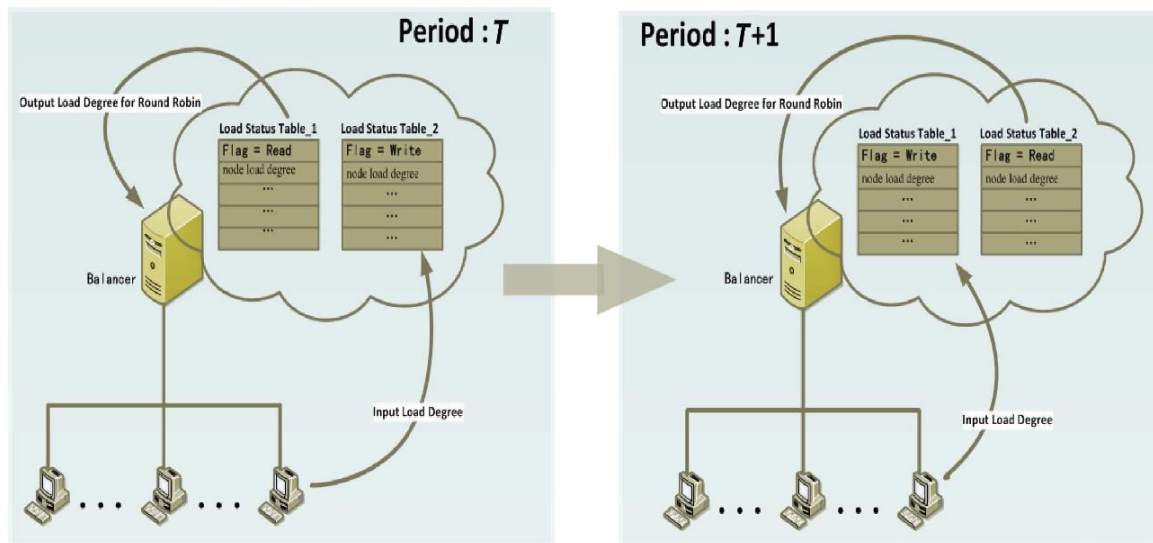 Period : T
Output Load Degree for Round Robin
Load Status Table_1
Flag = Read
node load degree
...
...
...
Load Status Table_2
Flag = Write
node load degree
...
...
...
Balancer
Input Load Degree
... ...
Period : T+1
Output Load Degree for Round Robin
Load Status Table_1
Flag = Write
node load degree
...
...
...
Load Status Table_2
Flag = Read
node load degree
...
...
...
Balancer
Input Load Degree
... ...